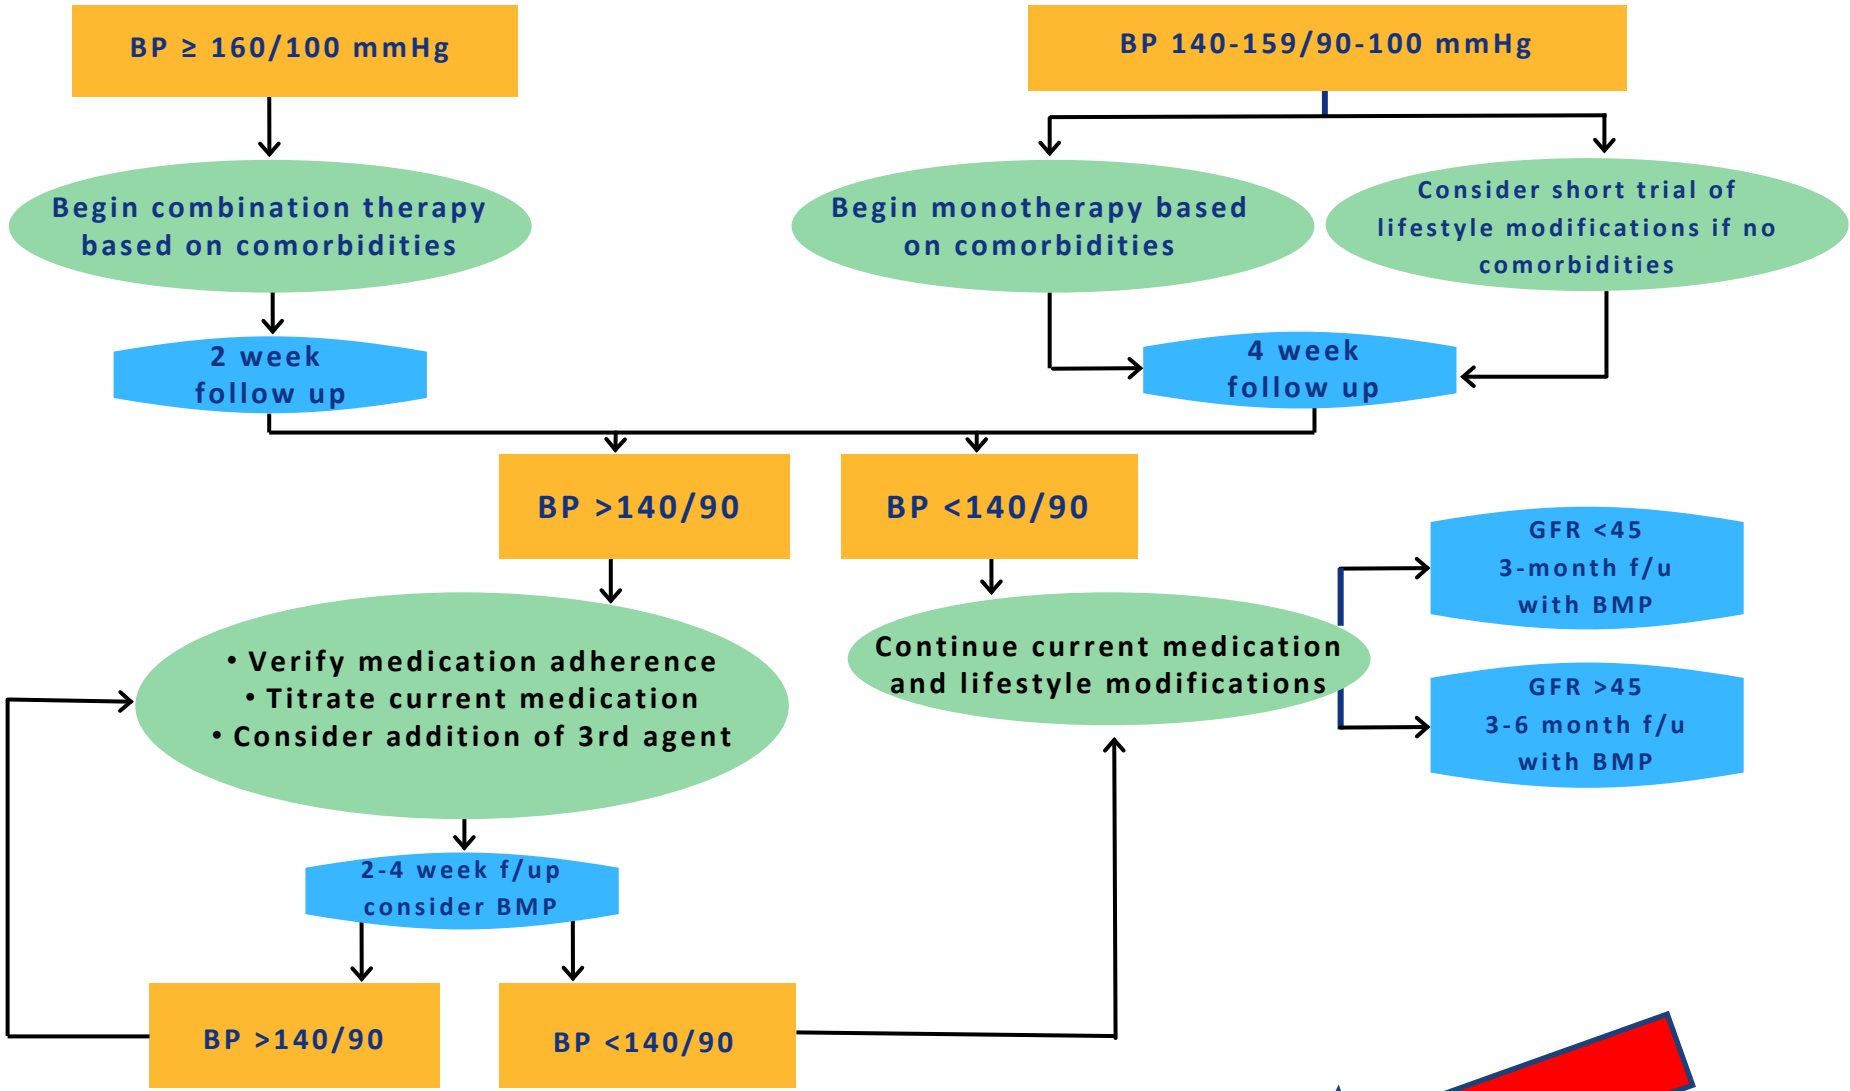 BP ≥ 160/100 mmHg
BP 140-159/90-100 mmHg
Begin combination therapy
based on comorbidities
Begin monotherapy based
on comorbidities
Consider short trial of
lifestyle modifications if no
comorbidities
2 week
follow up
4 week
follow up
BP >140/90
BP <140/90
GFR <45
3-month f/u
with BMP
• Verify medication adherence
• Titrate current medication
• Consider addition of 3rd agent
Continue current medication
and lifestyle modifications
GFR >45
3-6 month f/u
with BMP
2-4 week f/up
consider BMP
BP >140/90
BP <140/90